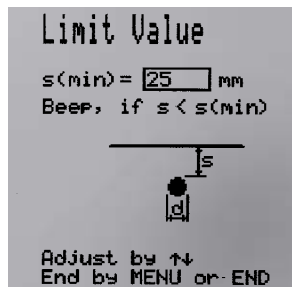 Limit Value
s(min)= 25 mm
Beep, if s < s(min)
s
d
Adjust by ↑↓
End by MENU or END